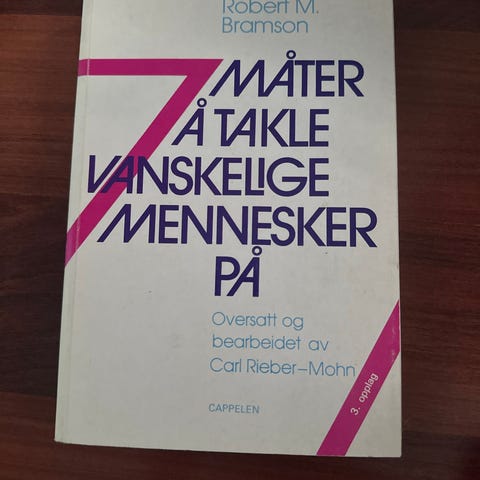 Robert M.
Bramson
7 MÅTER
Å TAKLE
VANSKELIGE
MENNESKER
PÅ
Oversatt og
bearbeidet av
Carl Rieber–Mohn
CAPPELEN
3. opplag